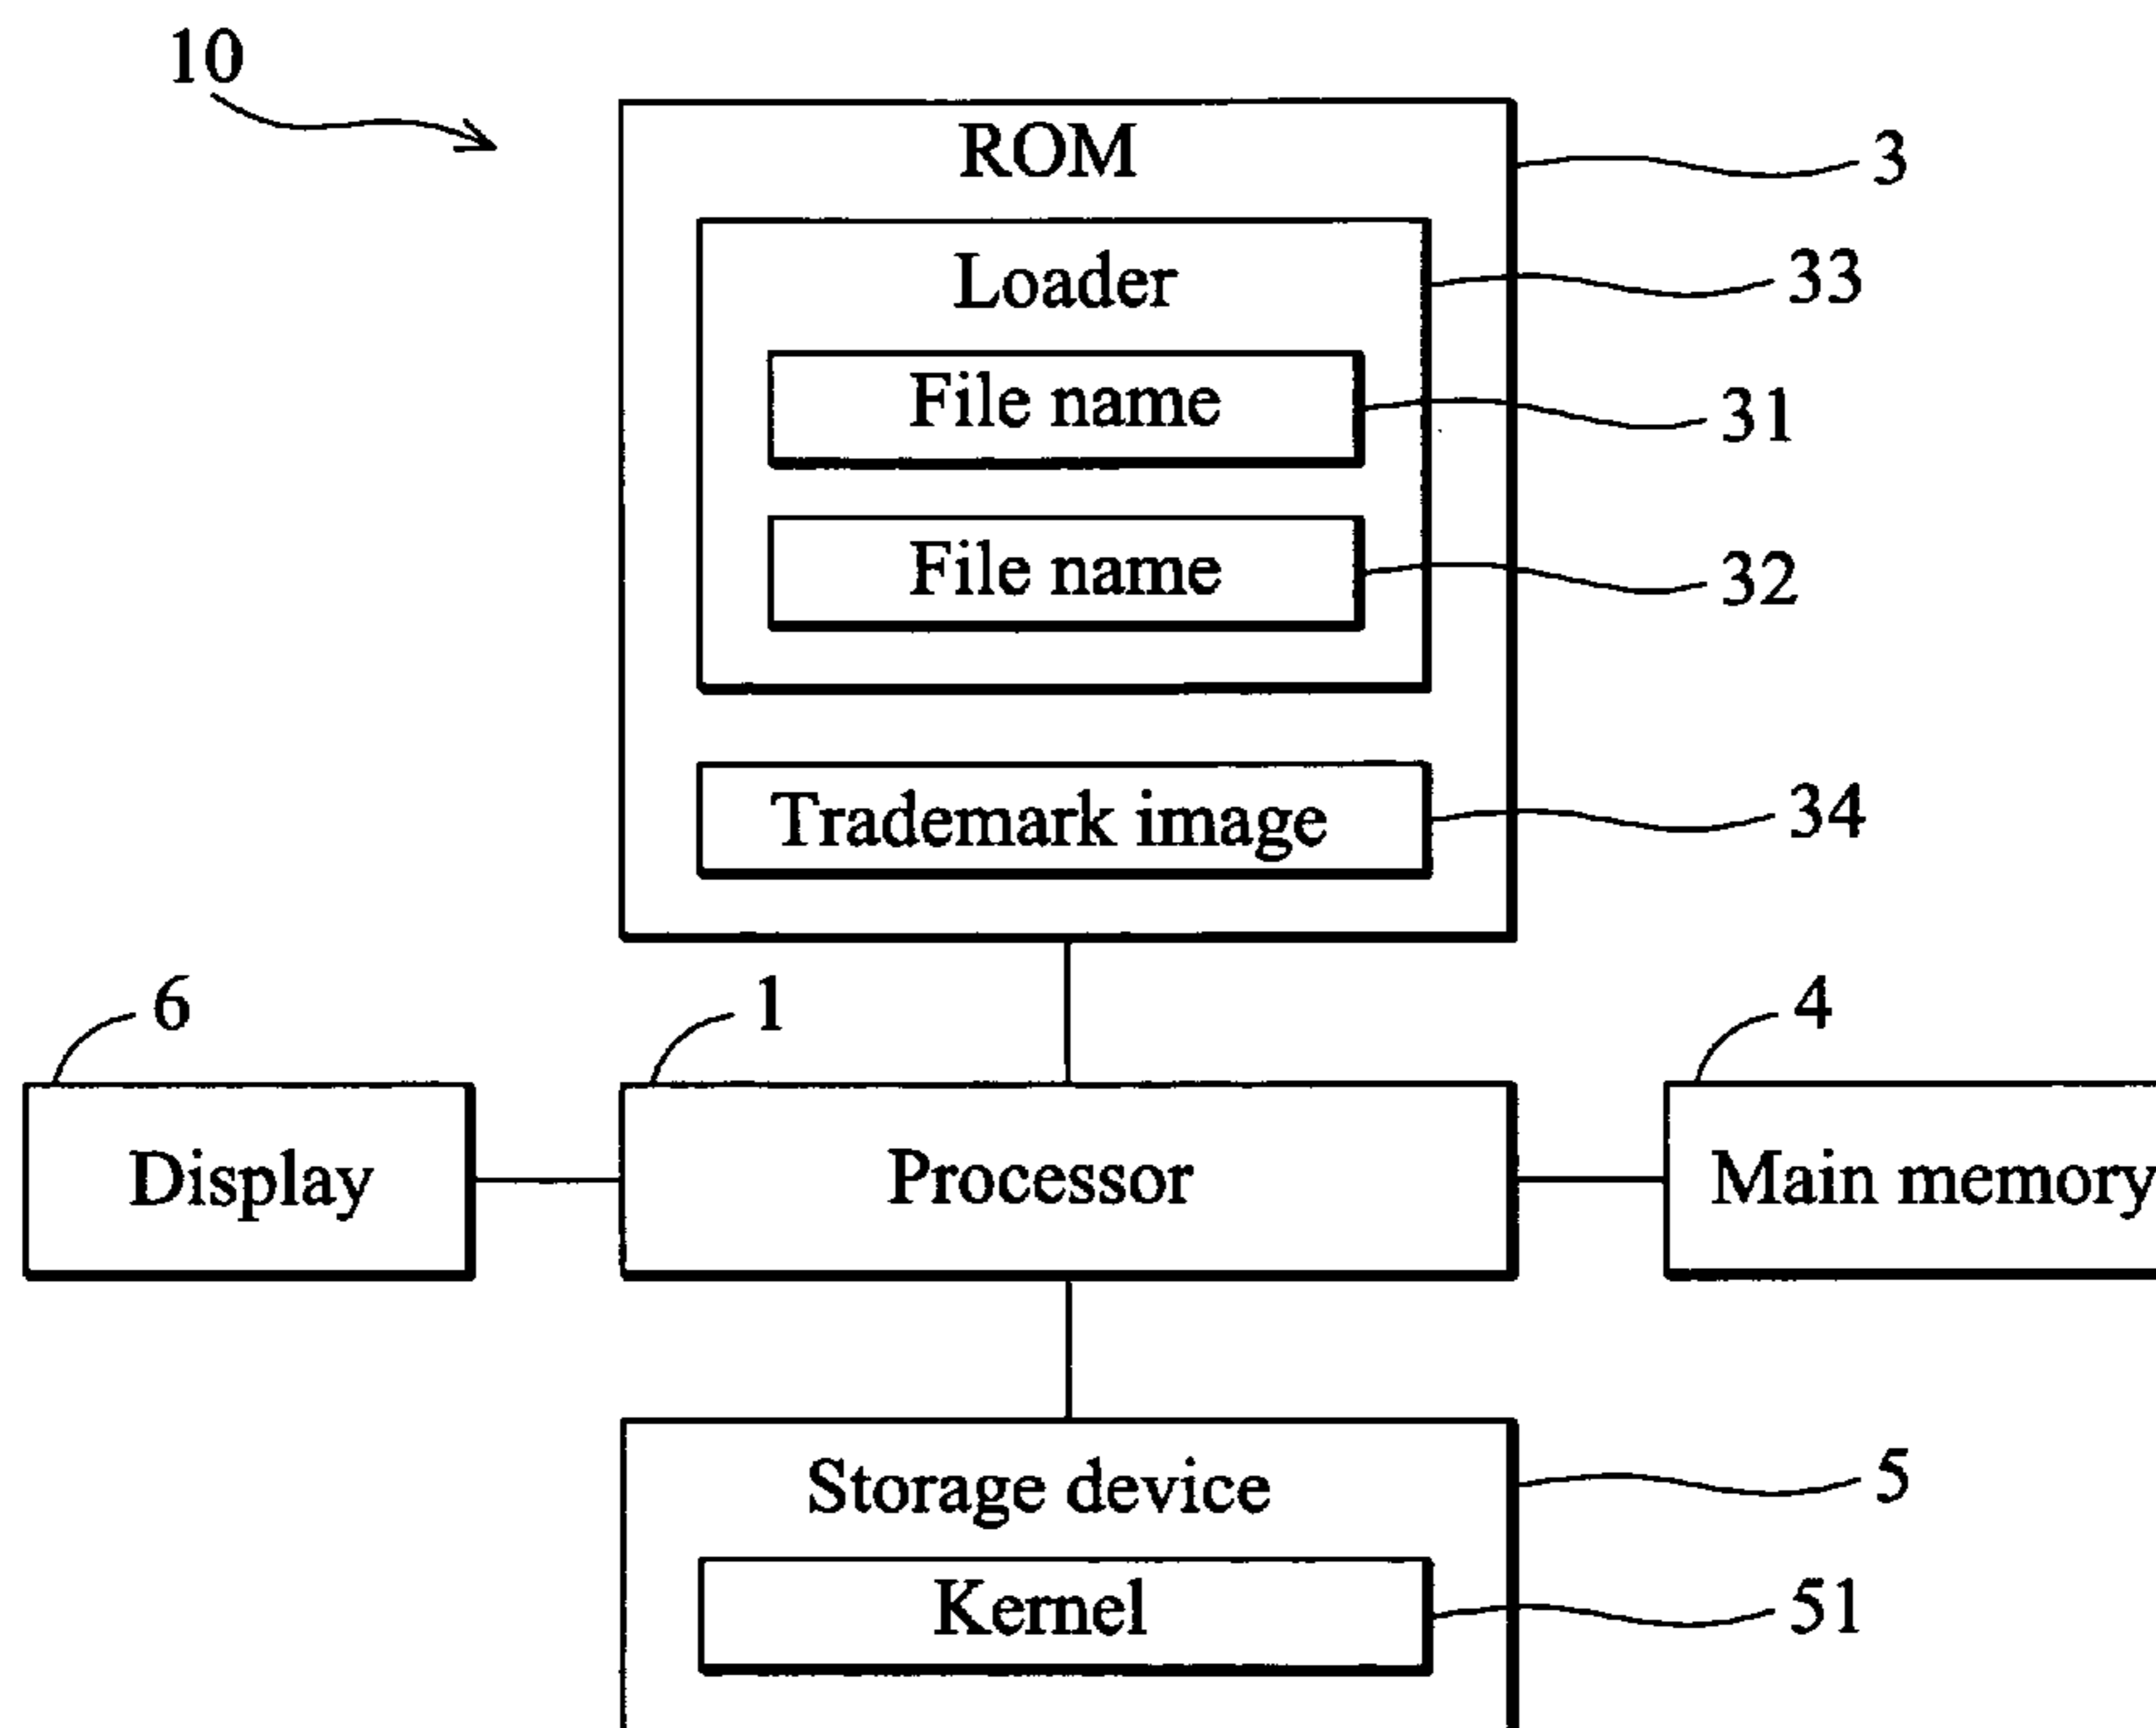 10
ROM
3
Loader
33
File name
31
File name
32
Trademark image
34
6
1
4
Display
Processor
Main memory
Storage device
5
Kernel
51